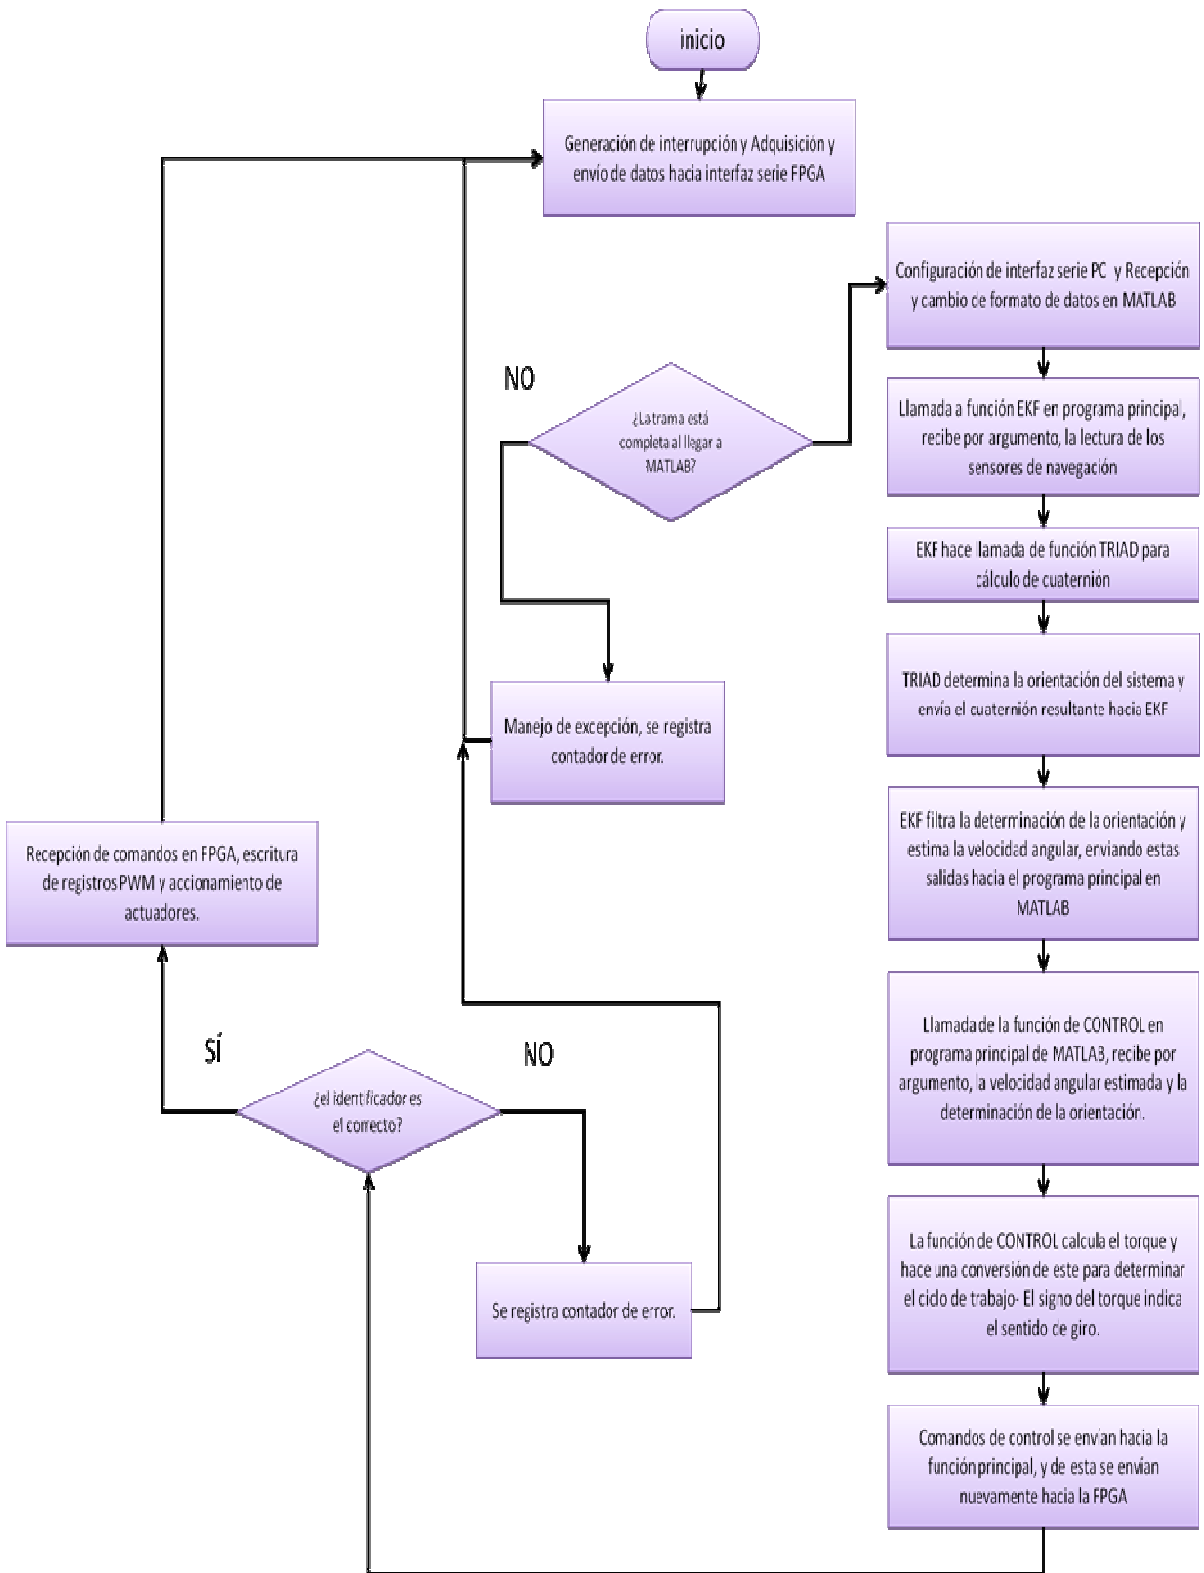 inicio
Generación de interrupción y Adquisición y
envío de datos hacia interfaz serie FPGA
Configuración de interfaz serie PC y Recepción
y cambio de formato de datos en MATLAB
NO
¿La trama está
completa al llegar a
MATLAB?
Llamada a función EKF en programa principal,
recibe por argumento, la lectura de los
sensores de navegación
EKF hace llamada de función TRIAD para
cálculo de cuaternión
TRIAD determina la orientación del sistema y
envía el cuaternión resultante hacia EKF
Manejo de excepción, se registra
contador de error.
EKF filtra la determinación de la orientación y
estima la velocidad angular, enviando estas
salidas hacia el programa principal en
MATLAB
Recepción de comandos en FPGA, escritura
de registros PWM y accionamiento de
actuadores.
Llamada de la función de CONTROL en
programa principal de MATLAB, recibe por
argumento, la velocidad angular estimada y la
determinación de la orientación.
SÍ
NO
¿el identificador es
el correcto?
La función de CONTROL calcula el torque y
hace una conversión de este para determinar
el ciclo de trabajo- El signo del torque indica
el sentido de giro.
Se registra contador de error.
Comandos de control se envían hacia la
función principal, y de esta se envían
nuevamente hacia la FPGA